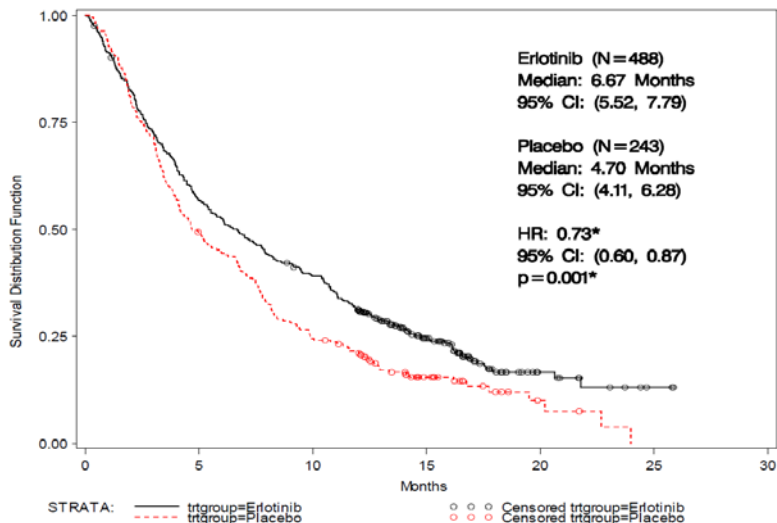 1.00
0.75
0.50
0.25
0.00
Survival Distribution Function
Erlotinib (N=488)
Median: 6.67 Months
95% CI: (5.52, 7.79)
Placebo (N=243)
Median: 4.70 Months
95% CI: (4.11, 6.28)
HR: 0.73*
95% CI: (0.60, 0.87)
p=0.001*
0 5 10 15 20 25 30
Months
STRATA: trtgroup=Erlotinib Censored trtgroup=Erlotinib
trtgroup=Placebo Censored trtgroup=Placebo